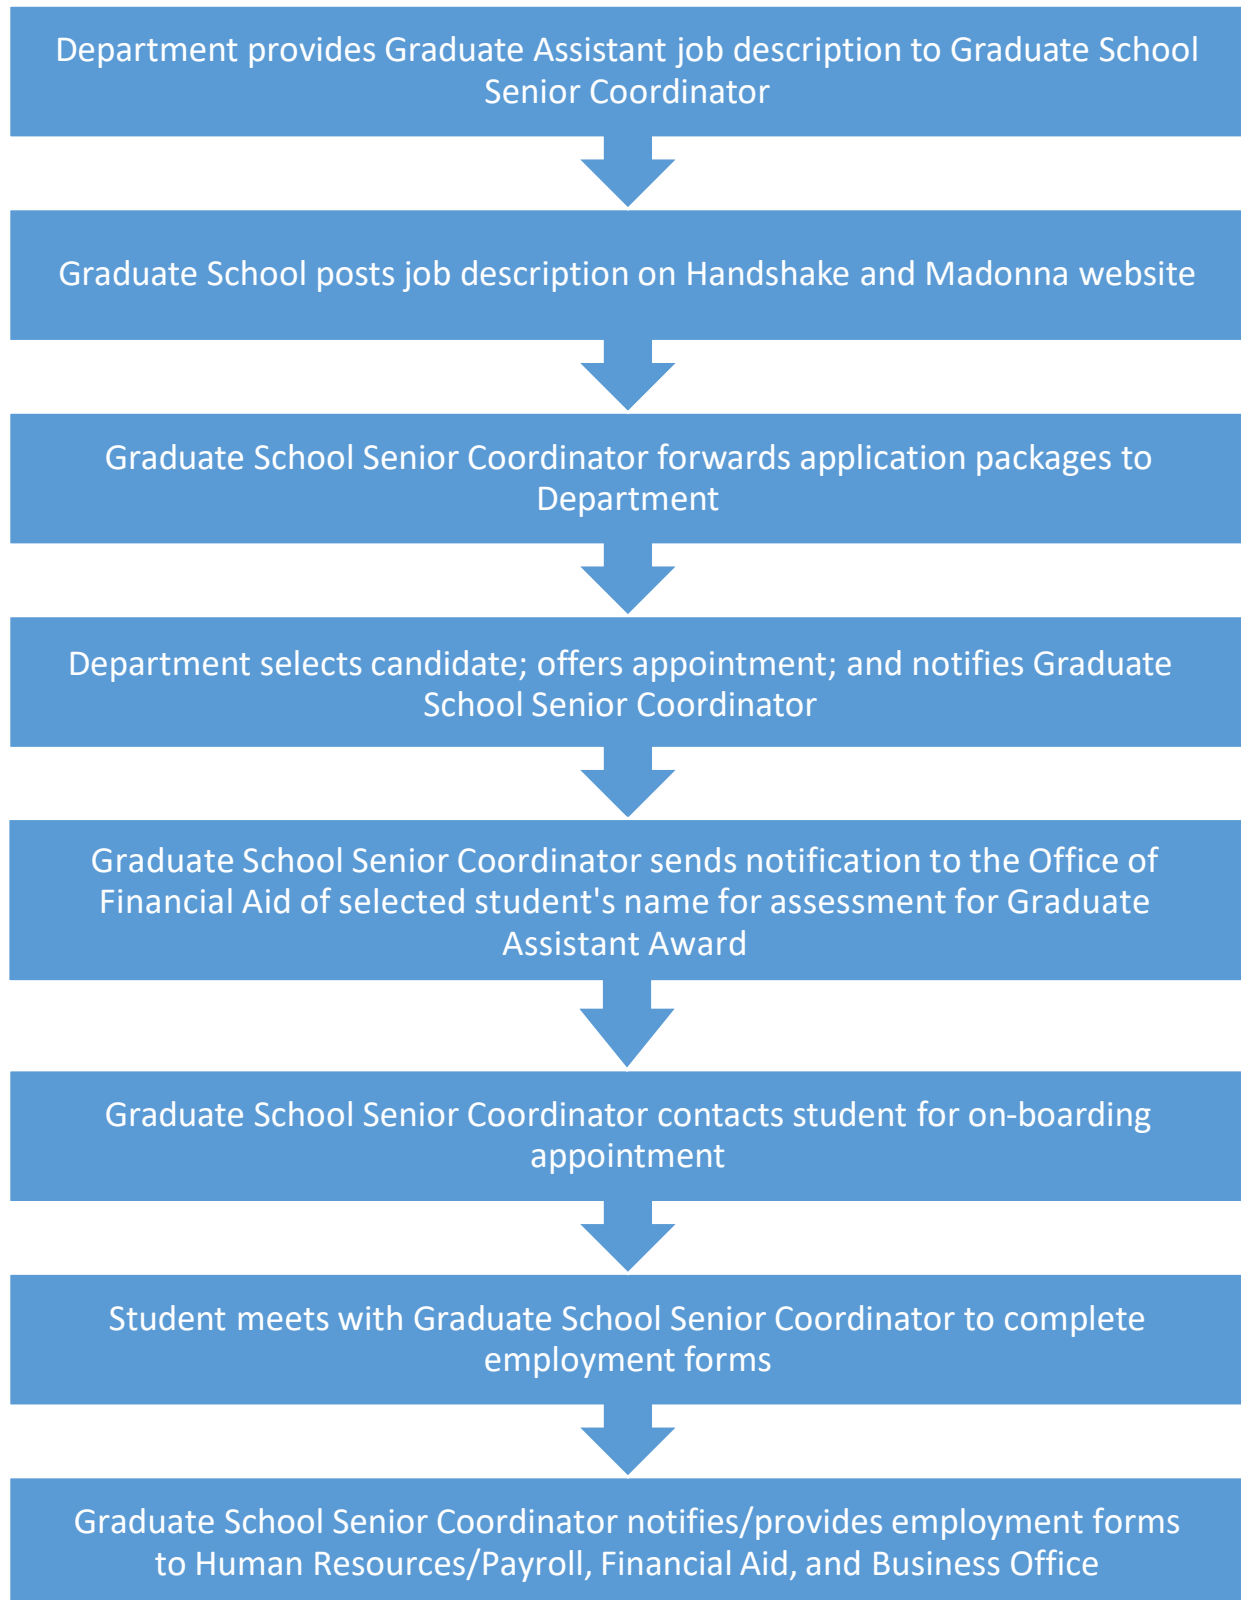 Department provides Graduate Assistant job description to Graduate School
Senior Coordinator
Graduate School posts job description on Handshake and Madonna website
Graduate School Senior Coordinator forwards application packages to
Department
Department selects candidate; offers appointment; and notifies Graduate
School Senior Coordinator
Graduate School Senior Coordinator sends notification to the Office of
Financial Aid of selected student's name for assessment for Graduate
Assistant Award
Graduate School Senior Coordinator contacts student for on-boarding
appointment
Student meets with Graduate School Senior Coordinator to complete
employment forms
Graduate School Senior Coordinator notifies/provides employment forms
to Human Resources/Payroll, Financial Aid, and Business Office